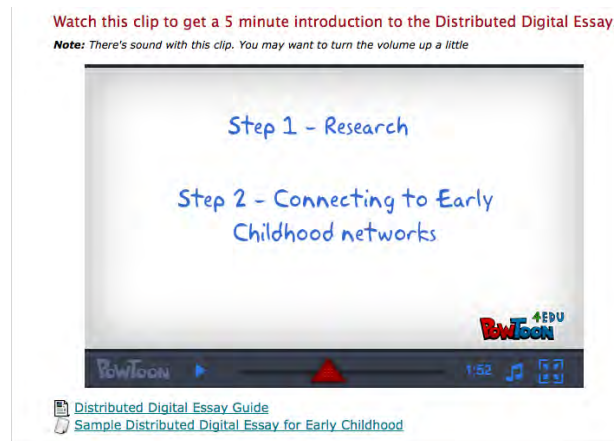 Watch this clip to get a 5 minute introduction to the Distributed Digital Essay
Note: There's sound with this clip. You may want to turn the volume up a little
Step 1 - Research
Step 2 - Connecting to Early
Childhood networks
4EDU
POWTOON
POWTOON 1:52
Distributed Digital Essay Guide
Sample Distributed Digital Essay for Early Childhood